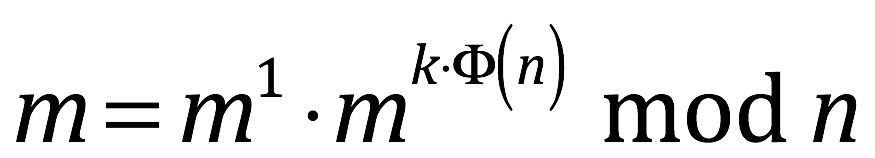 m = m¹ · m^(k·Φ(n)) mod n